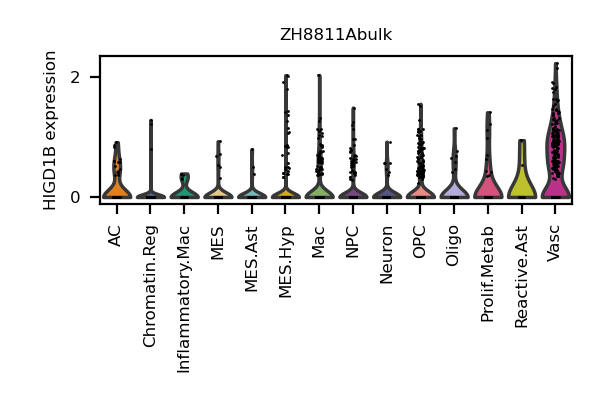 ZH8811Abulk
HIGD1B expression
2
0
AC
Chromatin.Reg
Inflammatory.Mac
MES
MES.Ast
MES.Hyp
Mac
NPC
Neuron
OPC
Oligo
Prolif.Metab
Reactive.Ast
Vasc